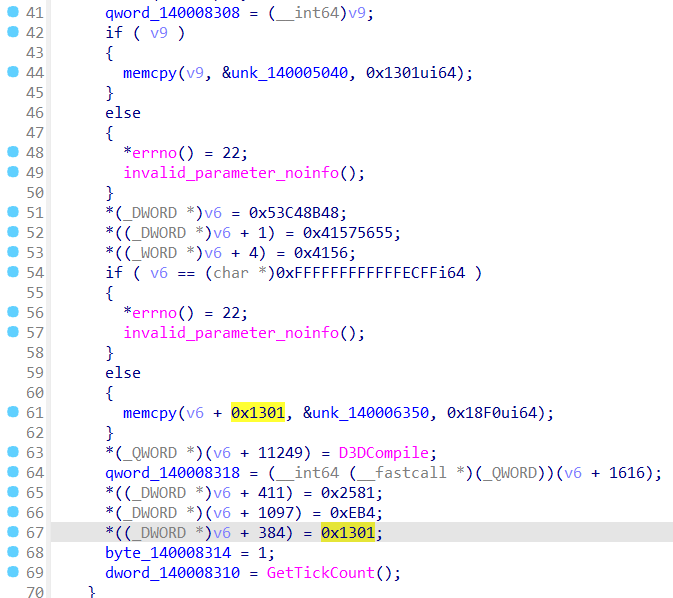 41 qword_140008308 = (__int64)v9;
42 if ( v9 )
43 {
44 memcpy(v9, &unk_140005040, 0x1301ui64);
45 }
46 else
47 {
48 *errno() = 22;
49 invalid_parameter_noinfo();
50 }
51 *(_DWORD *)v6 = 0x53C48B48;
52 *((_DWORD *)v6 + 1) = 0x41575655;
53 *((_WORD *)v6 + 4) = 0x4156;
54 if ( v6 == (char *)0xFFFFFFFFFFFFECFFi64 )
55 {
56 *errno() = 22;
57 invalid_parameter_noinfo();
58 }
59 else
60 {
61 memcpy(v6 + 0x1301, &unk_140006350, 0x18F0ui64);
62 }
63 *(_QWORD *)(v6 + 11249) = D3DCompile;
64 qword_140008318 = (__int64 (__fastcall *)(_QWORD))(v6 + 1616);
65 *((_DWORD *)v6 + 411) = 0x2581;
66 *(_DWORD *)(v6 + 1097) = 0xEB4;
67 *((_DWORD *)v6 + 384) = 0x1301;
68 byte_140008314 = 1;
69 dword_140008310 = GetTickCount();
70 }